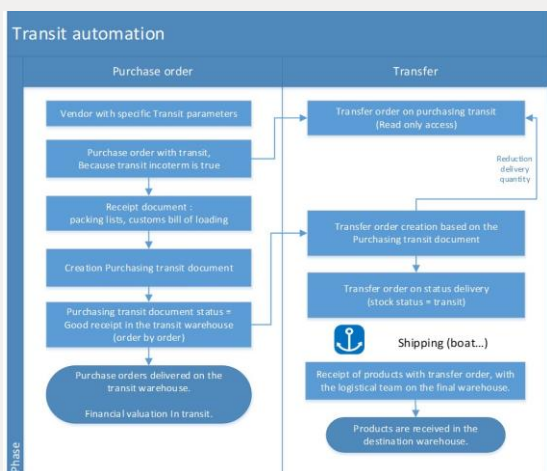 Transit automation
Purchase order
Transfer
Vendor with specific Transit parameters
Purchase order with transit,
Because transit incoterm is true
Receipt document :
packing lists, customs bill of loading
Creation Purchasing transit document
Purchasing transit document status =
Good receipt in the transit warehouse
(order by order)
Purchase orders delivered on the
transit warehouse.
Financial valuation In transit.
Transfer order on purchasing transit
(Read only access)
Reduction
delivery
quantity
Transfer order creation based on the
Purchasing transit document
Transfer order on status delivery
(stock status = transit)
Shipping (boat...)
Receipt of products with transfer order, with
the logistical team on the final warehouse.
Products are received in the
destination warehouse.
Phase